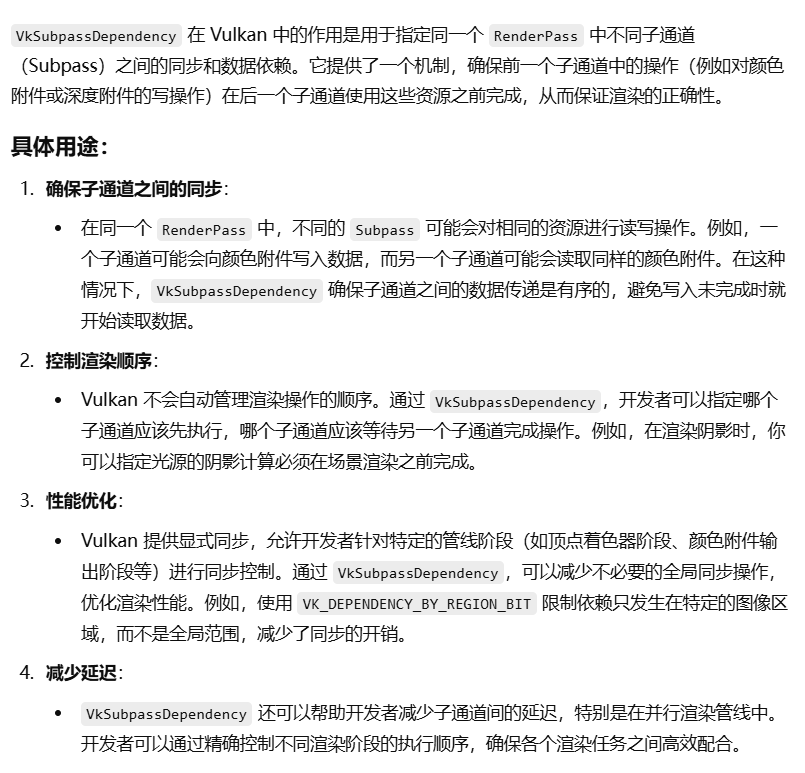 VkSubpassDependency 在 Vulkan 中的作用是用于指定同一个 RenderPass 中不同子通道
（Subpass）之间的同步和数据依赖。它提供了一个机制，确保前一个子通道中的操作（例如对颜色
附件或深度附件的写操作）在后一个子通道使用这些资源之前完成，从而保证渲染的正确性。
具体用途：
1. 确保子通道之间的同步：
• 在同一个 RenderPass 中，不同的 Subpass 可能会对相同的资源进行读写操作。例如，一
个子通道可能会向颜色附件写入数据，而另一个子通道可能会读取同样的颜色附件。在这种
情况下，VkSubpassDependency 确保子通道之间的数据传递是有序的，避免写入未完成时就
开始读取数据。
2. 控制渲染顺序：
• Vulkan 不会自动管理渲染操作的顺序。通过 VkSubpassDependency，开发者可以指定哪个
子通道应该先执行，哪个子通道应该等待另一个子通道完成操作。例如，在渲染阴影时，你
可以指定光源的阴影计算必须在场景渲染之前完成。
3. 性能优化：
• Vulkan 提供显式同步，允许开发者针对特定的管线阶段（如顶点着色器阶段、颜色附件输
出阶段等）进行同步控制。通过 VkSubpassDependency，可以减少不必要的全局同步操作，
优化渲染性能。例如，使用 VK_DEPENDENCY_BY_REGION_BIT 限制依赖只发生在特定的图像区
域，而不是全局范围，减少了同步的开销。
4. 减少延迟：
• VkSubpassDependency 还可以帮助开发者减少子通道间的延迟，特别是在并行渲染管线中。
开发者可以通过精确控制不同渲染阶段的执行顺序，确保各个渲染任务之间高效配合。